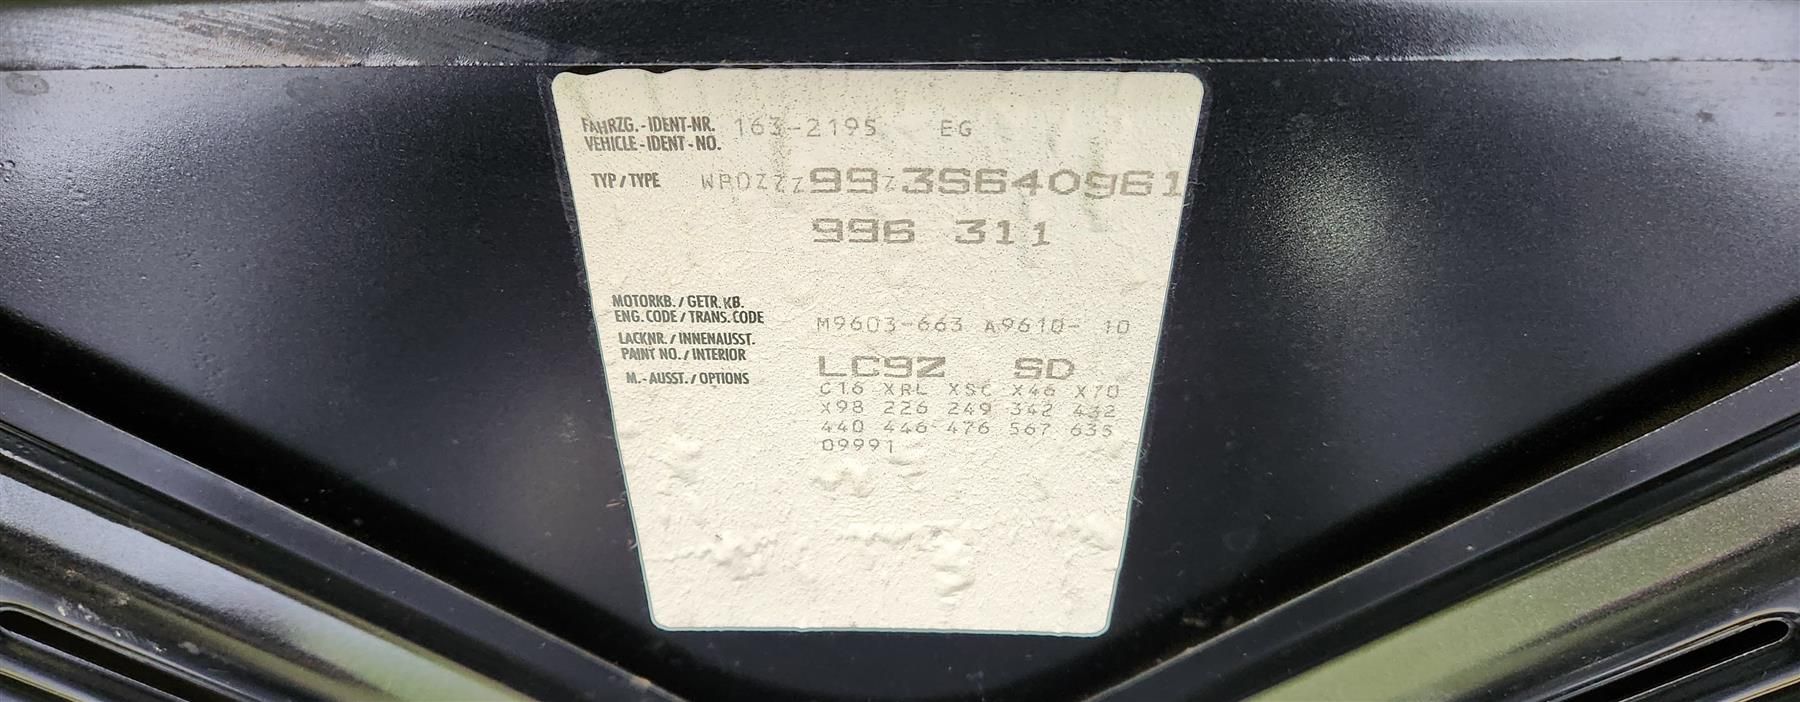 FAHRZG.-IDENT-NR. 163-2195 EG
VEHICLE-IDENT-NO.
TYP/TYPE WP0ZZZ99Z3S640961
996 311
MOTORKB./GETR.KB.
ENG.CODE/TRANS.CODE M9603-663 A9610- 10
LACKNR./INNENAUSST.
PAINT NO./INTERIOR LC9Z SD
M.-AUSST./OPTIONS C16 XRL XSC X46 X70
X98 226 249 342 432
440 446 476 567 635
09991